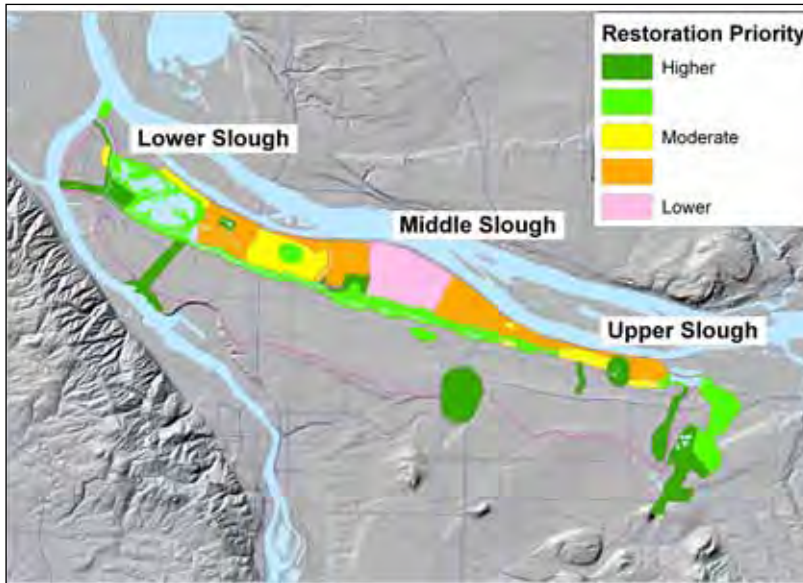 Restoration Priority
Higher
Moderate
Lower
Lower Slough
Middle Slough
Upper Slough